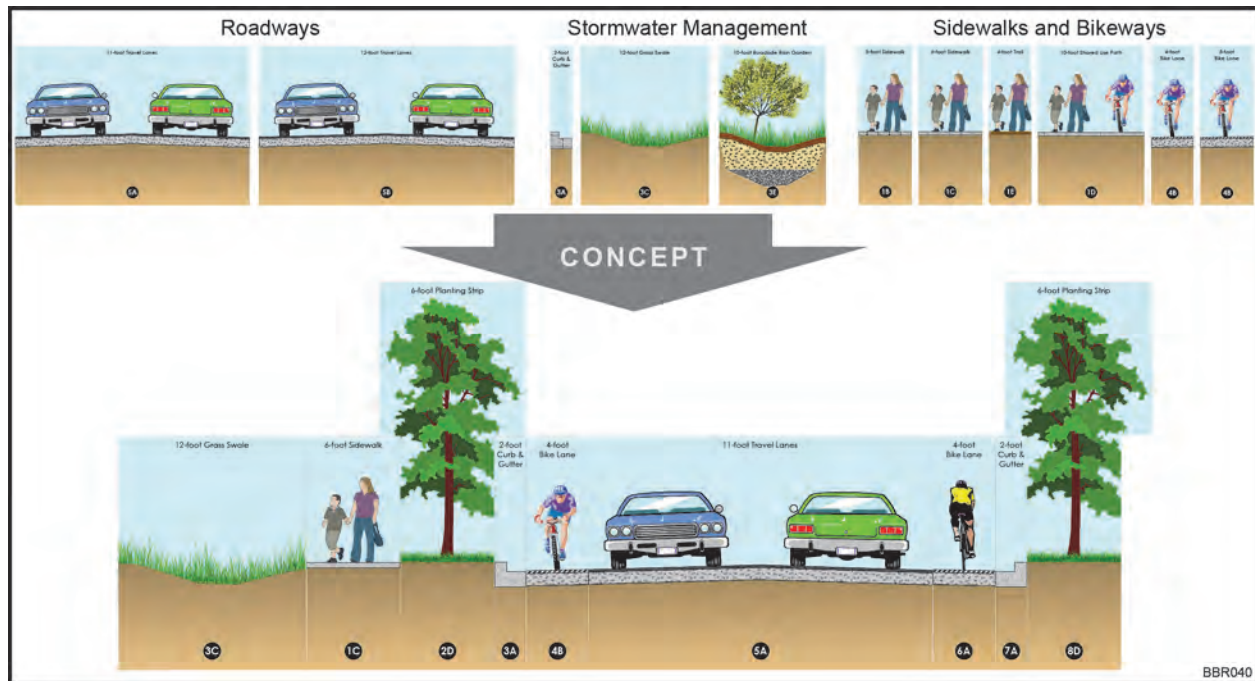 Roadways
Stormwater Management
Sidewalks and Bikeways
11-foot Travel Lanes
12-foot Travel Lanes
2-foot
Curb &
Gutter
12-foot Grass Swale
10-foot Roadside Rain Garden
5-foot Sidewalk
6-foot Sidewalk
4-foot Trail
10-foot Shared Use Path
4-foot
Bike Lane
Bike Lane
5A
5B
3A
3C
3E
1B
1C
1E
1D
4B
4B
CONCEPT
6-foot Planting Strip
6-foot Planting Strip
12-foot Grass Swale
6-foot Sidewalk
2-foot
Curb &
Gutter
4-foot
Bike Lane
11-foot Travel Lanes
4-foot
Bike Lane
2-foot
Curb &
Gutter
3C
1C
2D
3A
4B
5A
6A
7A
8D
BBR040